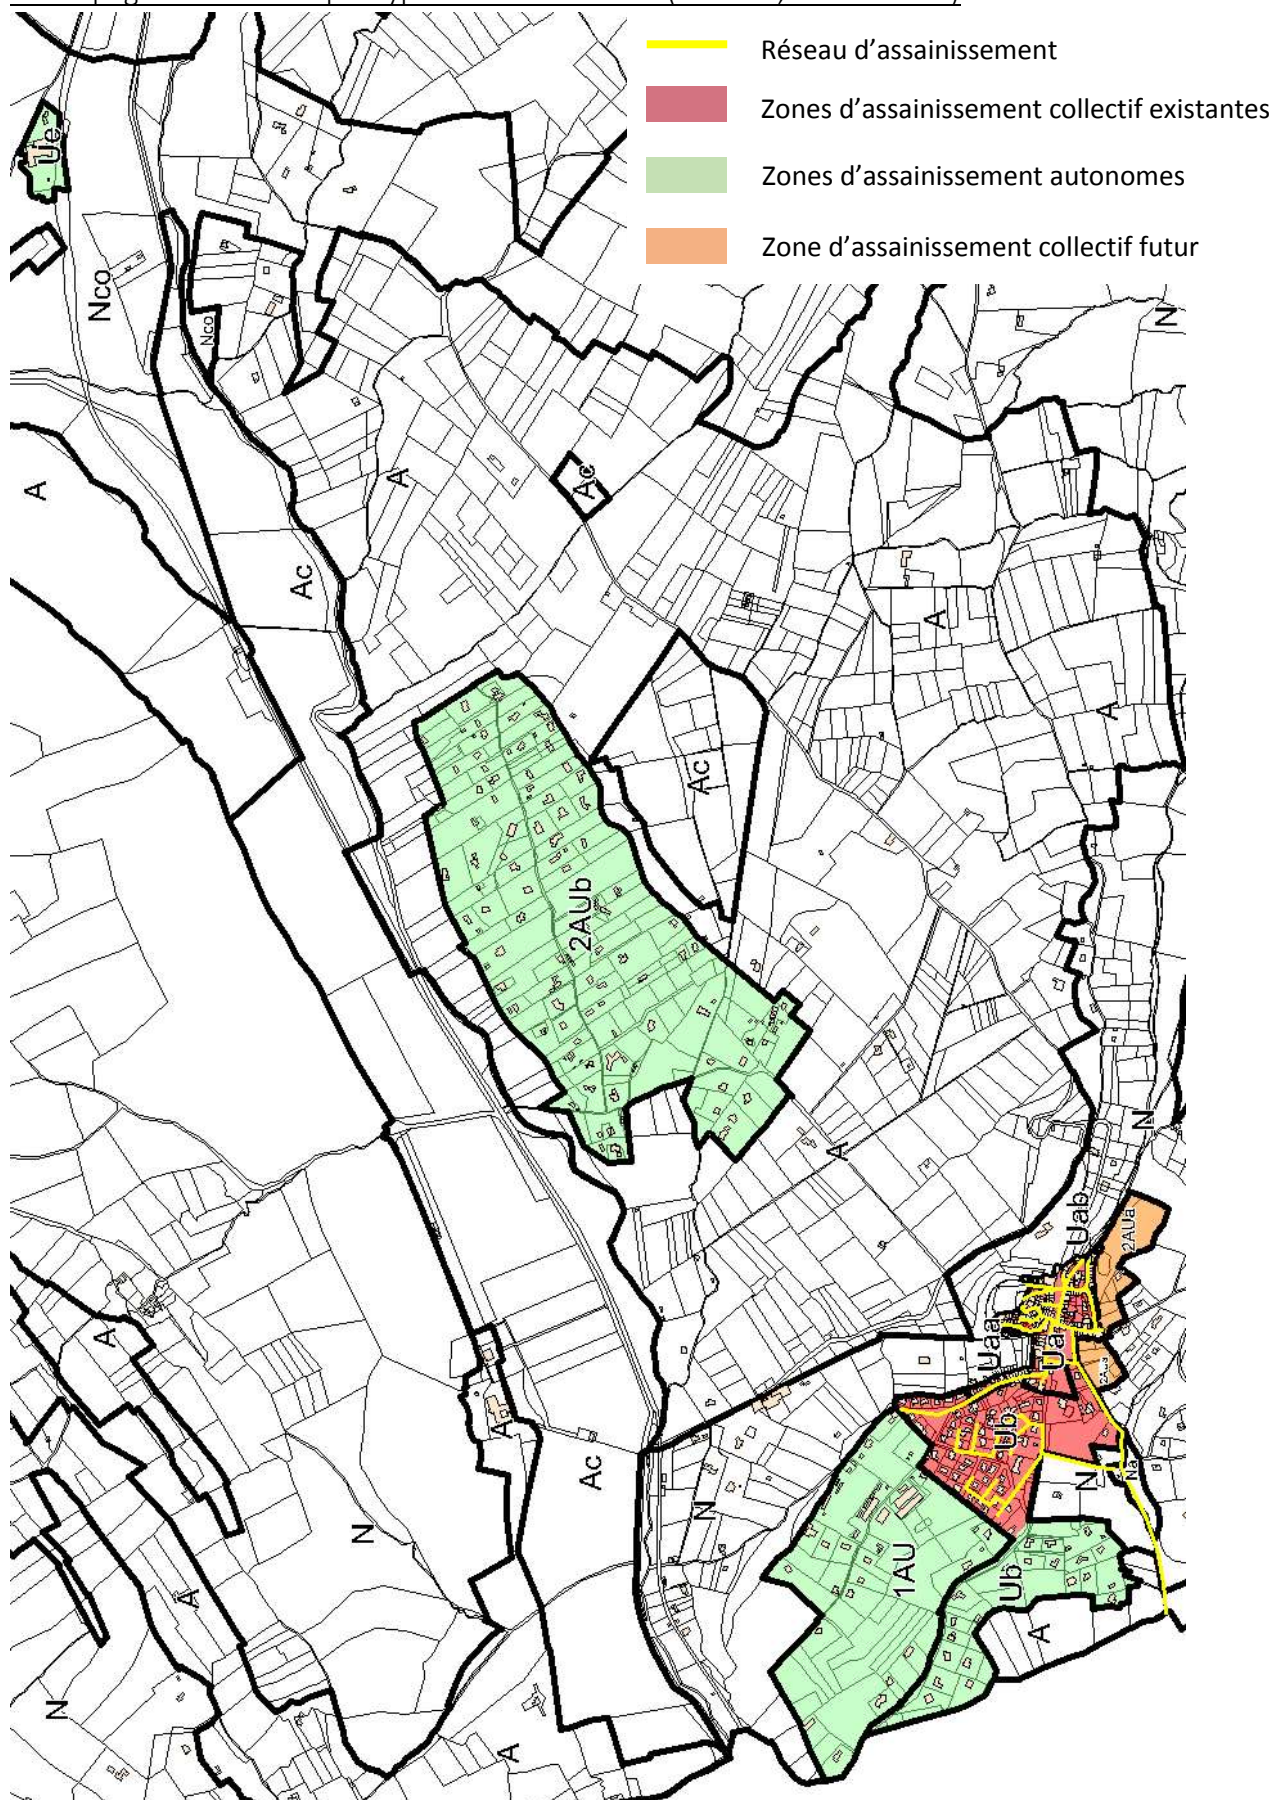 Réseau d'assainissement
Zones d'assainissement collectif existantes
Zones d'assainissement autonomes
Zone d'assainissement collectif futur
Ue
Nco
Nco
N
A
A
Ac
Ac
A
A
Ac
2AUb
A
N
Uab
2AUa
A
Uaa
Ua
2AUa
A
Ub
Ac
N
N
Na
N
1AU
Ub
A
A
N
A